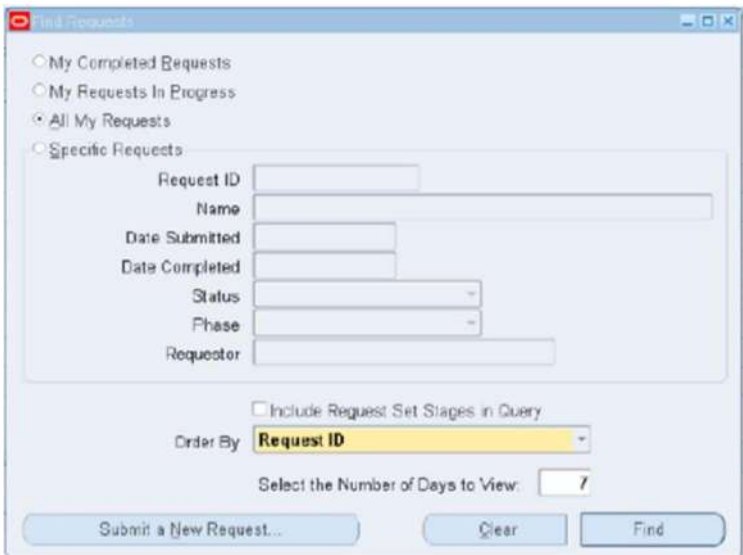 Find Requests
My Completed Requests
My Requests In Progress
All My Requests
Specific Requests
Request ID
Name
Date Submitted
Date Completed
Status
Phase
Requestor
Include Request Set Stages in Query
Order By Request ID
Select the Number of Days to View: 7
Submit a New Request... Clear Find